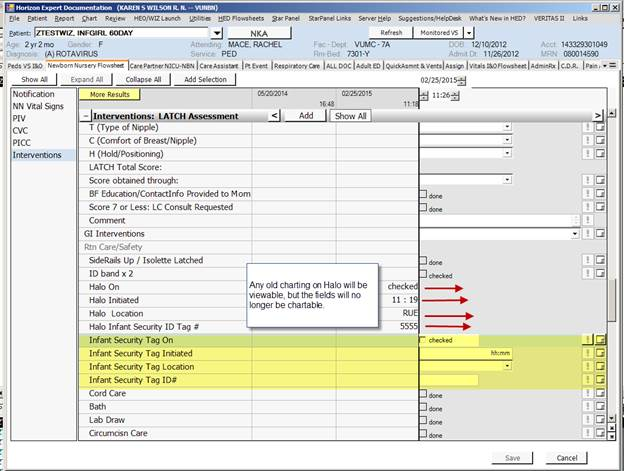 Horizon Expert Documentation (KAREN S WILSON R. N. -- VUNBN)
File Patient Report Chart Review HEO/WIZ Launch Utilities HED Flowsheets StarPanel Star Panel Links Server Help Suggestions/HelpDesk What's New in HED? VERITAS II Links
Patient: ZTESTWIZ, INFGIRL 60DAY NKA Refresh Monitored VS
Age: 2 yr 2 mo Gender: F Attending: MACE, RACHEL Fac - Dept: VUMC - 7A DOB: 12/10/2012 Acct: 143329301049
Diagnosis: (A) ROTAVIRUS Service: PED Rm-Bed: 7301-Y Admitted Dt: 02/26/2012 MRN: 0800014590
Peds VS I&O Newborn Nursery Flowsheet Care Partner NICU-NBN Care Assistant Pt Event Respiratory Care ALL DOC Adult ED QuickAsmnt & Vents Assign Vitals I&O Flowsheet AdminRx C.D.R. Pain
Show All Expand All Collapse All Add Selection 02/25/2015
Notification
NN Vital Signs
PIV
CVC
PICC
Interventions
More Results 05/20/2014 02/25/2015
16:48 11:18 11:26
Interventions: LATCH Assessment < Add Show All >
T (Type of Nipple)
C (Comfort of Breast/Nipple)
H (Hold/Positioning)
LATCH Total Score:
Score obtained through:
BF Education/ContactInfo Provided to Mom done
Score 7 or Less: LC Consult Requested done
Comment
GI Interventions
Rtn Care/Safety
SideRails Up / Isolette Latched done
ID band x 2 checked
Halo On checked
Halo Initiated 11 : 19
Halo Location RUE
Halo Infant Security ID Tag # 5555
Any old charting on Halo will be
viewable, but the fields will no
longer be chartable.
Infant Security Tag On checked
Infant Security Tag Initiated hh:mm
Infant Security Tag Location
Infant Security Tag ID#
Cord Care done
Bath done
Lab Draw done
Circumcisn Care done
Save Cancel